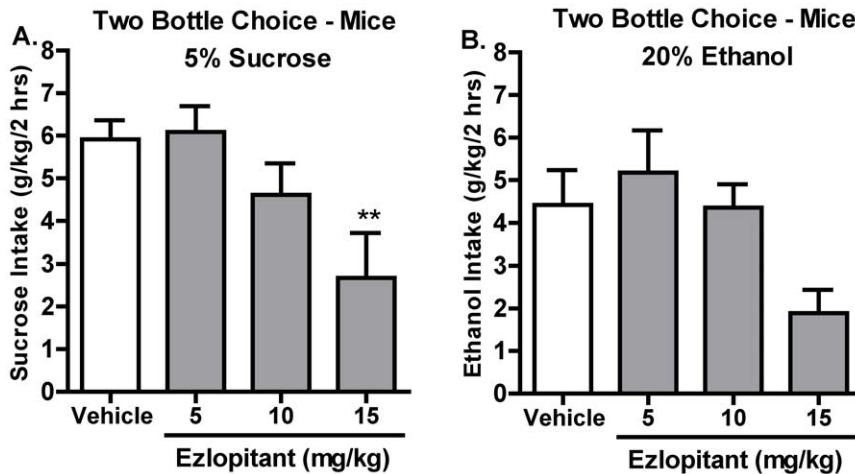 Two Bottle Choice - Mice
A.
5% Sucrose
Sucrose Intake (g/kg/2 hrs)
8
7
6
5
4
3
2
1
0
**
Vehicle 5 10 15
Ezlopitant (mg/kg)
Two Bottle Choice - Mice
B.
20% Ethanol
Ethanol Intake (g/kg/2 hrs)
8
7
6
5
4
3
2
1
0
Vehicle 5 10 15
Ezlopitant (mg/kg)